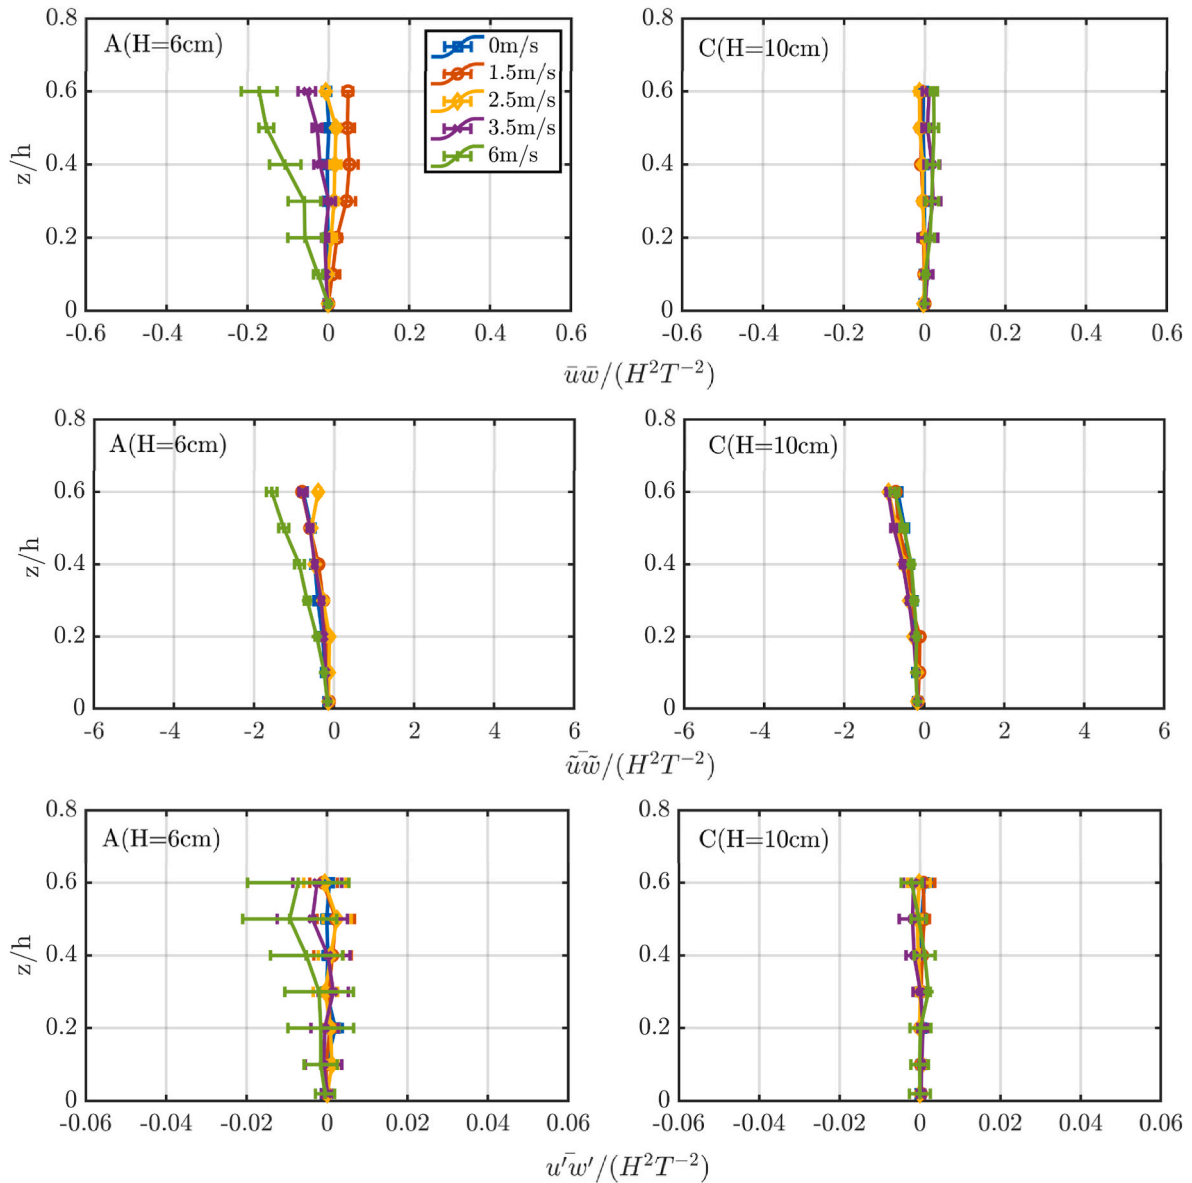 0.8 0.8
A(H=6cm) 0m/s C(H=10cm)
1.5m/s
0.6 2.5m/s 0.6
3.5m/s
z/h 0.4 6m/s 0.4
0.2 0.2
0 0
-0.6 -0.4 -0.2 0 0.2 0.4 0.6 -0.6 -0.4 -0.2 0 0.2 0.4 0.6
ūw̄/(H²T⁻²)
0.8 0.8
A(H=6cm) C(H=10cm)
0.6 0.6
z/h 0.4 0.4
0.2 0.2
0 0
-6 -4 -2 0 2 4 6 -6 -4 -2 0 2 4 6
ũ̄w̃/(H²T⁻²)
0.8 0.8
A(H=6cm) C(H=10cm)
0.6 0.6
z/h 0.4 0.4
0.2 0.2
0 0
-0.06 -0.04 -0.02 0 0.02 0.04 0.06 -0.06 -0.04 -0.02 0 0.02 0.04 0.06
u′̄w′/(H²T⁻²)